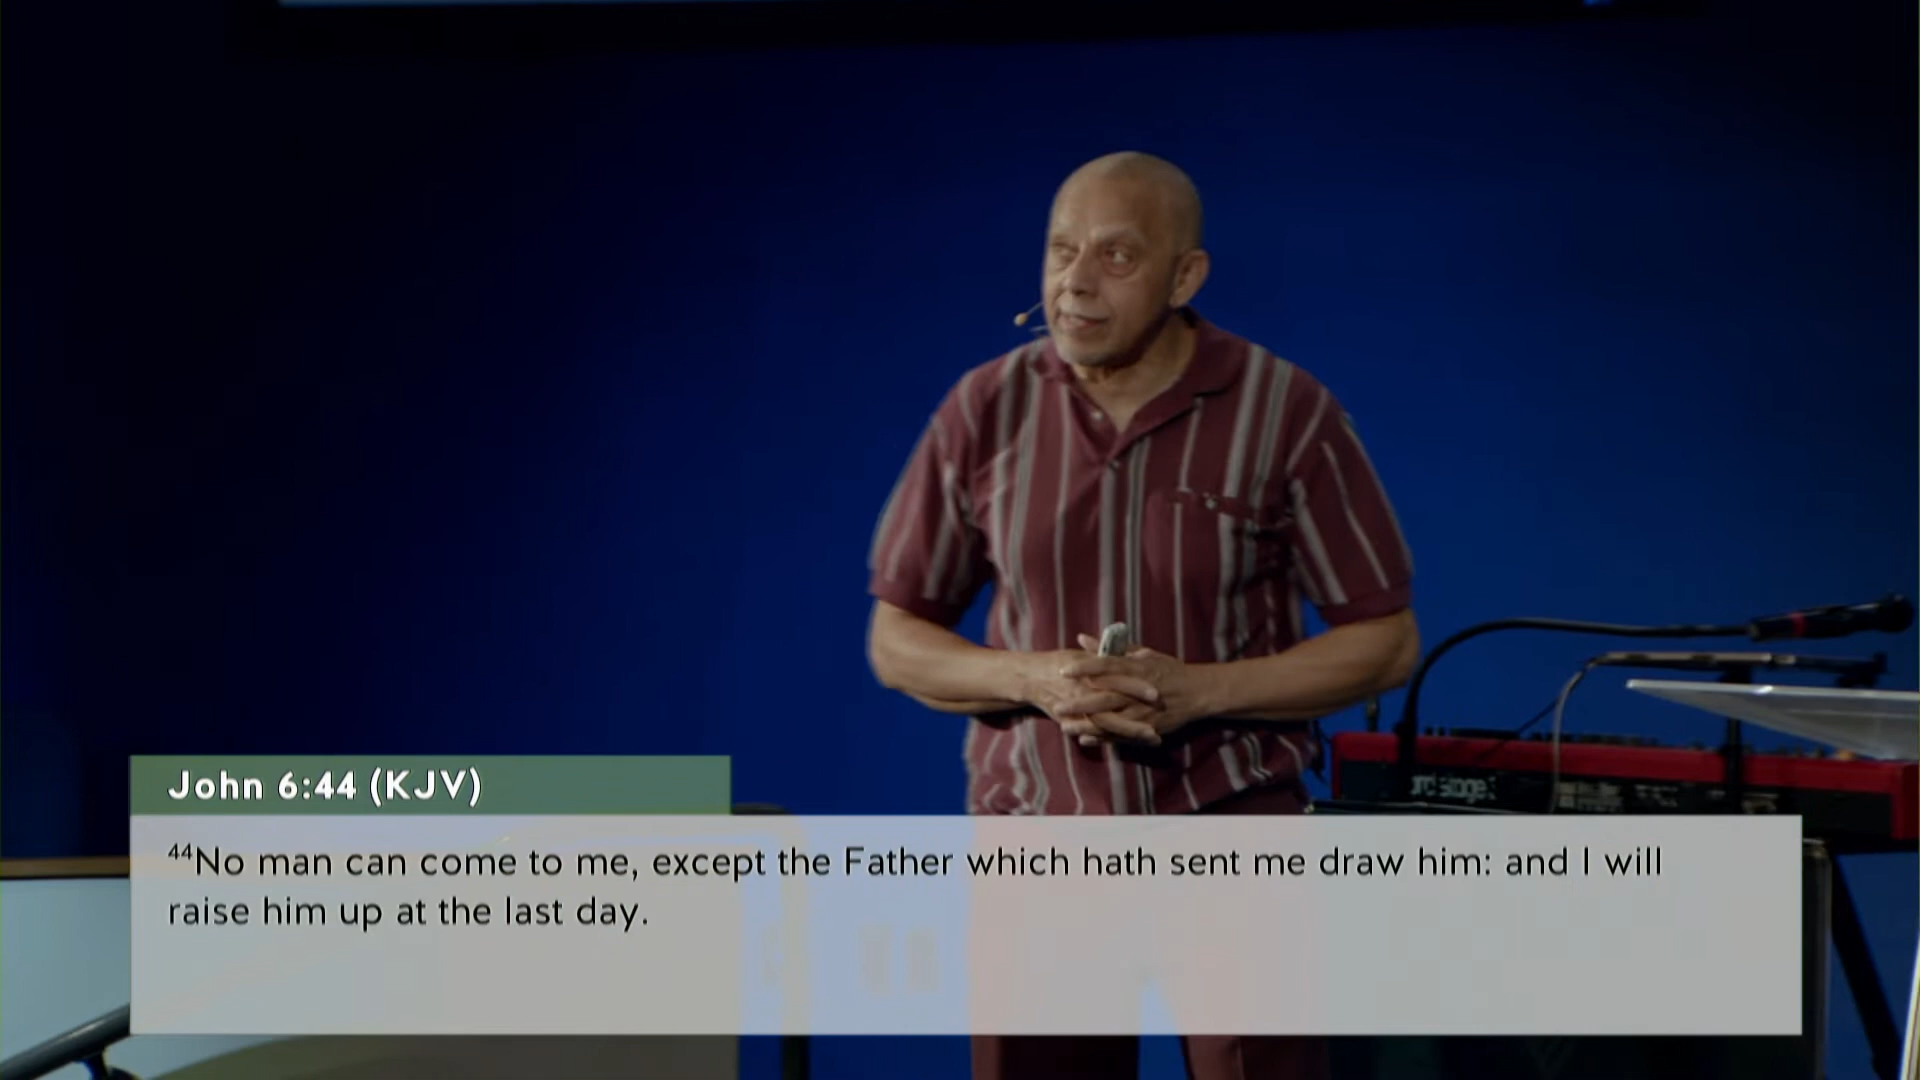 John 6:44 (KJV)
⁴⁴No man can come to me, except the Father which hath sent me draw him: and I will
raise him up at the last day.